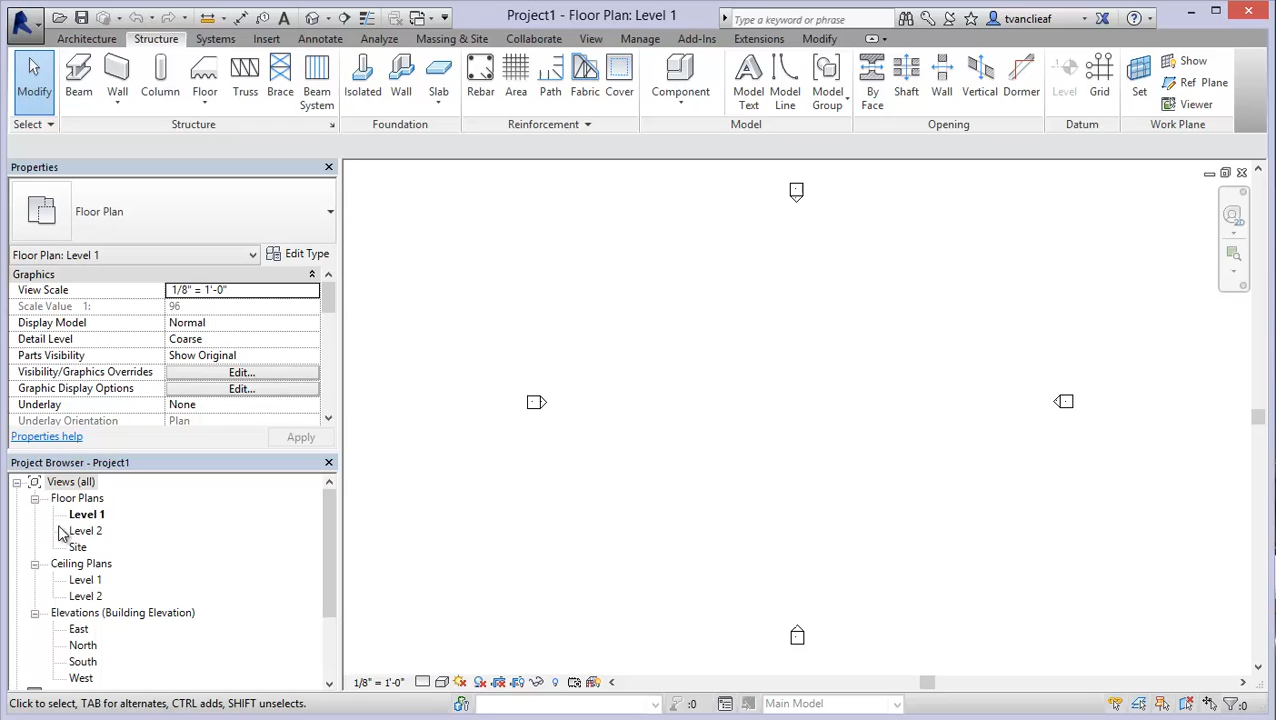 Project1 - Floor Plan: Level 1
Type a keyword or phrase
tvanclieaf
Architecture Structure Systems Insert Annotate Analyze Massing & Site Collaborate View Manage Add-Ins Extensions Modify
Modify Beam Wall Column Floor Truss Brace Beam System Isolated Wall Slab Rebar Area Path Fabric Cover Component Model Text Model Line Model Group By Face Shaft Wall Vertical Dormer Level Grid Set Show Ref Plane Viewer
Select Structure Foundation Reinforcement Model Opening Datum Work Plane
Properties
Floor Plan
Floor Plan: Level 1 Edit Type
Graphics
View Scale 1/8" = 1'-0"
Scale Value 1: 96
Display Model Normal
Detail Level Coarse
Parts Visibility Show Original
Visibility/Graphics Overrides Edit...
Graphic Display Options Edit...
Underlay None
Underlay Orientation Plan
Properties help Apply
Project Browser - Project1
Views (all)
Floor Plans
Level 1
Level 2
Site
Ceiling Plans
Level 1
Level 2
Elevations (Building Elevation)
East
North
South
West
2D
1/8" = 1'-0"
Click to select, TAB for alternates, CTRL adds, SHIFT unselects.
:0
Main Model
:0